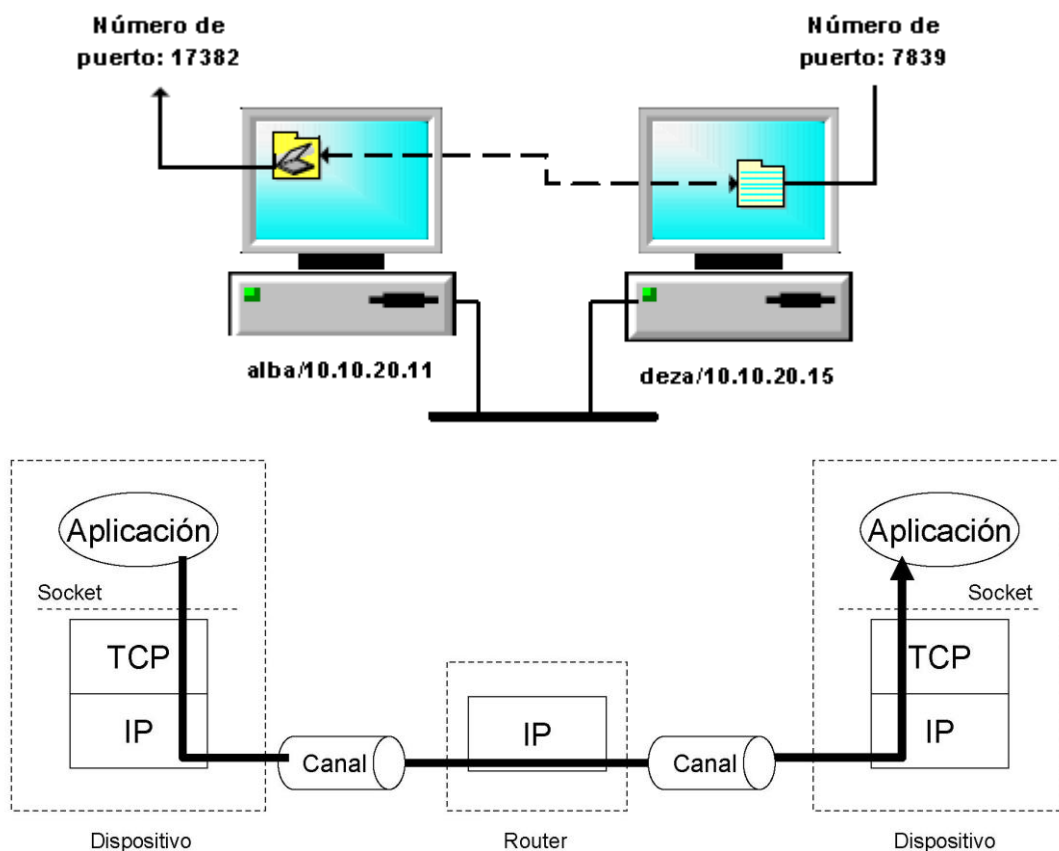 Número de
puerto: 17382
Número de
puerto: 7839
alba/10.10.20.11
deza/10.10.20.15
Aplicación
Aplicación
Socket
Socket
TCP
TCP
IP
IP
IP
Canal
Canal
Dispositivo
Router
Dispositivo